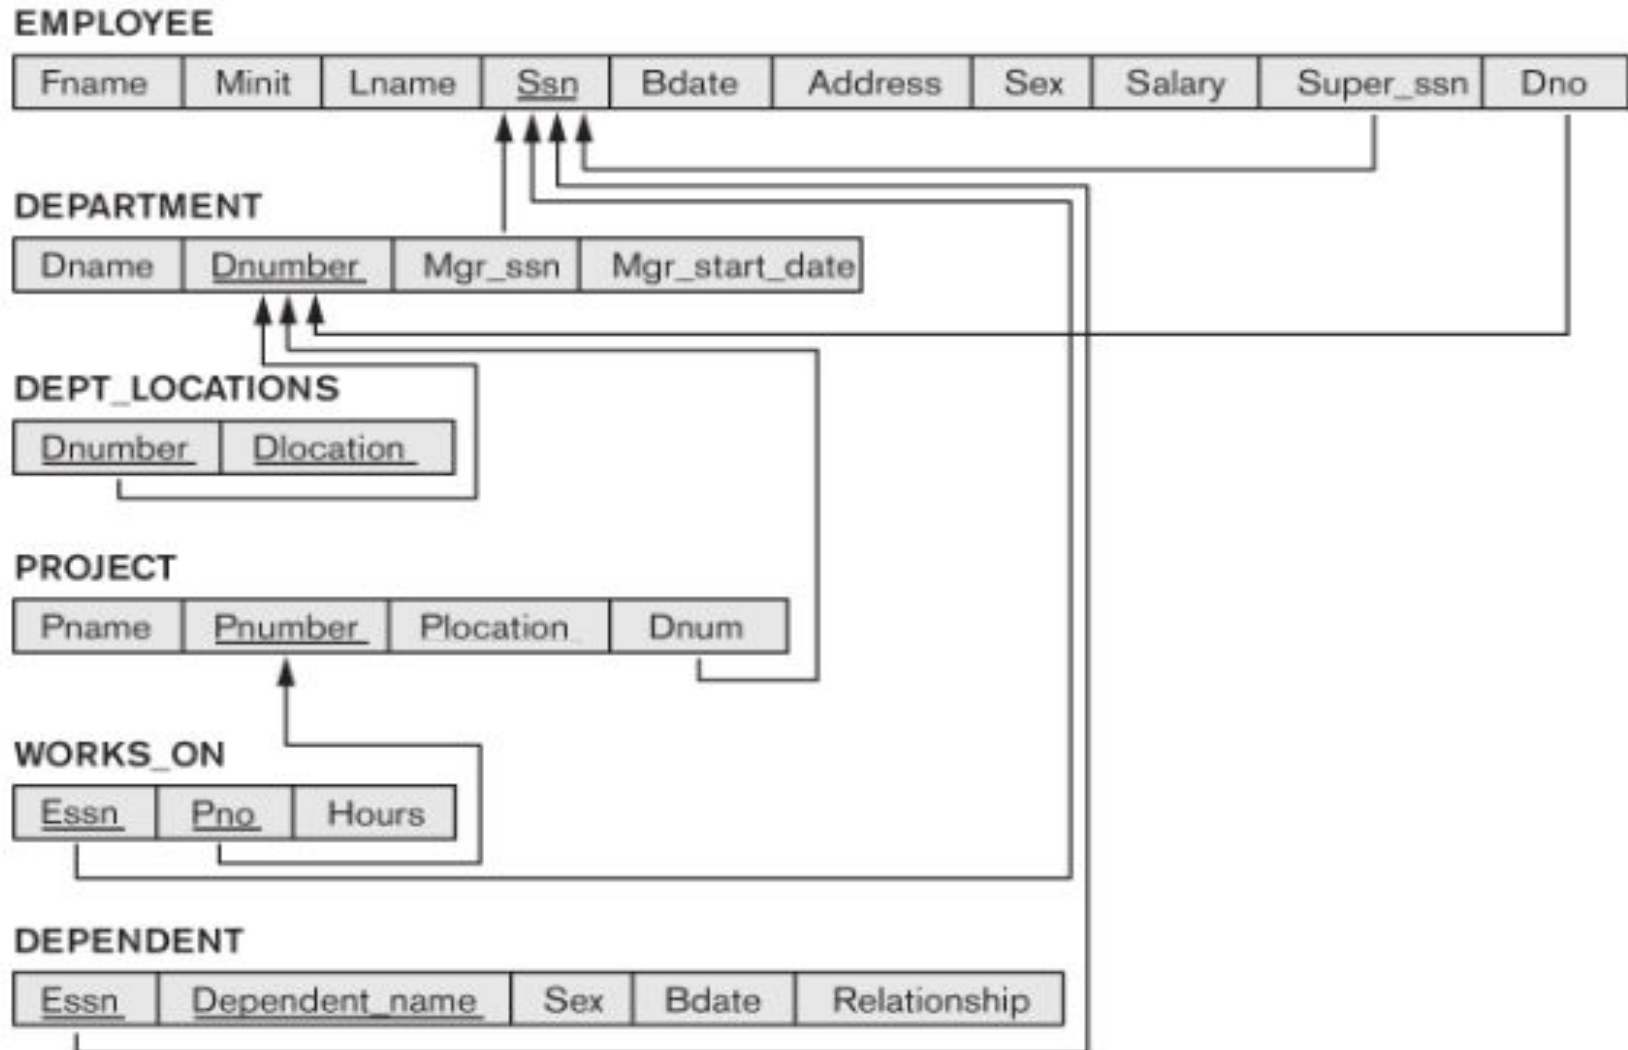 EMPLOYEE
Fname Minit Lname Ssn Bdate Address Sex Salary Super_ssn Dno
DEPARTMENT
Dname Dnumber Mgr_ssn Mgr_start_date
DEPT_LOCATIONS
Dnumber Dlocation
PROJECT
Pname Pnumber Plocation Dnum
WORKS_ON
Essn Pno Hours
DEPENDENT
Essn Dependent_name Sex Bdate Relationship